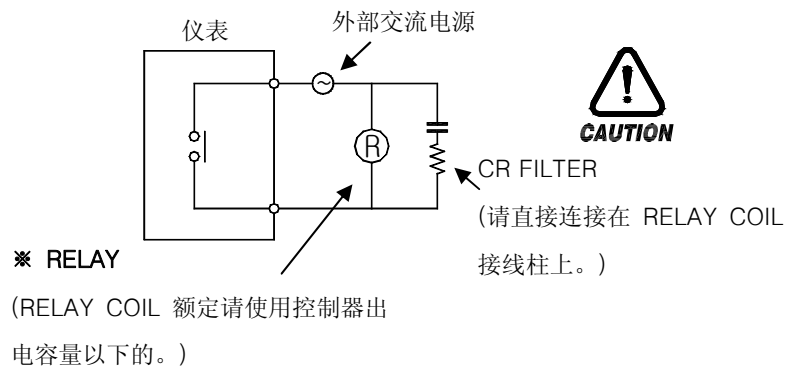 外部交流电源
仪表
R
CAUTION
CR FILTER
(请直接连接在 RELAY COIL
接线柱上。)
※ RELAY
(RELAY COIL 额定请使用控制器出
电容量以下的。)